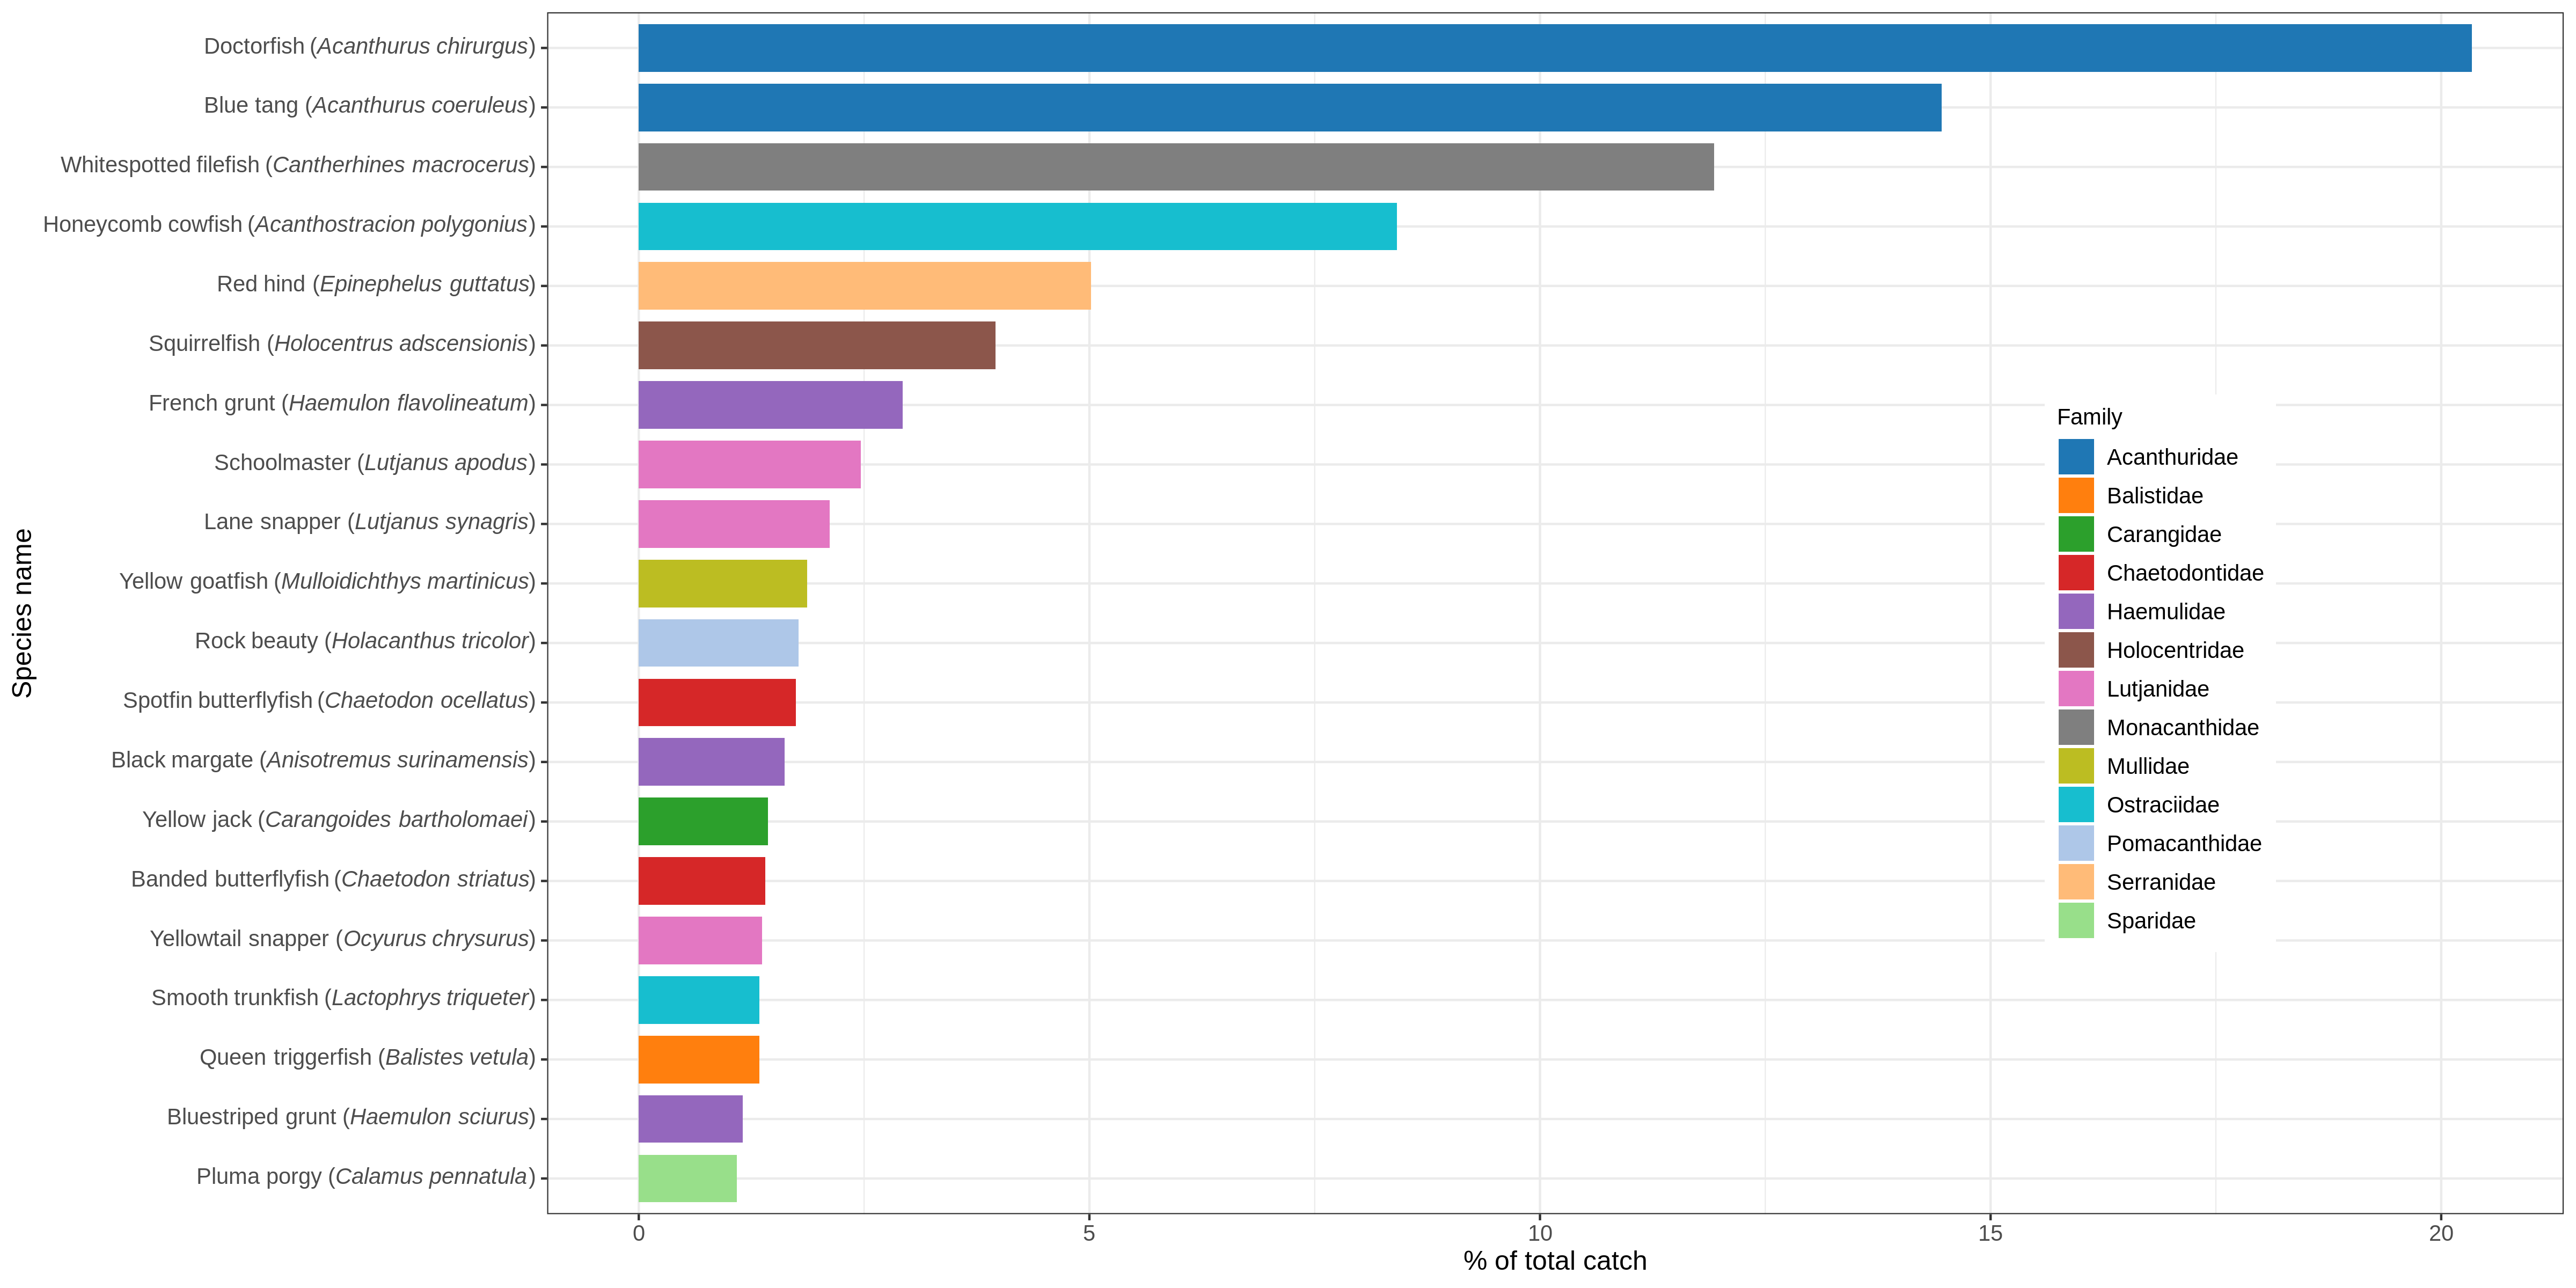 Doctorfish (Acanthurus chirurgus)
Blue tang (Acanthurus coeruleus)
Whitespotted filefish (Cantherhines macrocerus)
Honeycomb cowfish (Acanthostracion polygonius)
Red hind (Epinephelus guttatus)
Squirrelfish (Holocentrus adscensionis)
French grunt (Haemulon flavolineatum)
Schoolmaster (Lutjanus apodus)
Lane snapper (Lutjanus synagris)
Yellow goatfish (Mulloidichthys martinicus)
Rock beauty (Holacanthus tricolor)
Spotfin butterflyfish (Chaetodon ocellatus)
Black margate (Anisotremus surinamensis)
Yellow jack (Carangoides bartholomaei)
Banded butterflyfish (Chaetodon striatus)
Yellowtail snapper (Ocyurus chrysurus)
Smooth trunkfish (Lactophrys triqueter)
Queen triggerfish (Balistes vetula)
Bluestriped grunt (Haemulon sciurus)
Pluma porgy (Calamus pennatula)
Species name
Family
Acanthuridae
Balistidae
Carangidae
Chaetodontidae
Haemulidae
Holocentridae
Lutjanidae
Monacanthidae
Mullidae
Ostraciidae
Pomacanthidae
Serranidae
Sparidae
0 5 10 15 20
% of total catch